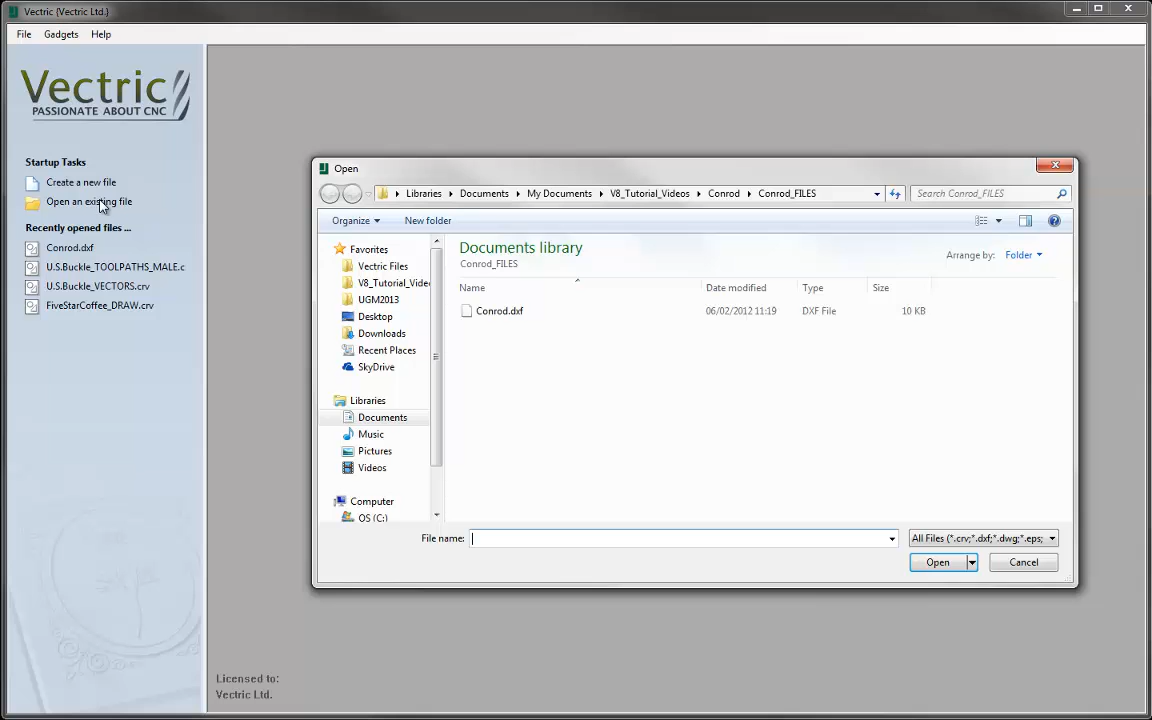 Vectric {Vectric Ltd.}
File Gadgets Help
Vectric
PASSIONATE ABOUT CNC
Startup Tasks
Create a new file
Open an existing file
Recently opened files ...
Conrod.dxf
U.S.Buckle_TOOLPATHS_MALE.c
U.S.Buckle_VECTORS.crv
FiveStarCoffee_DRAW.crv
Open
Libraries Documents My Documents V8_Tutorial_Videos Conrod Conrod_FILES
Search Conrod_FILES
Organize New folder
Favorites
Vectric Files
V8_Tutorial_Video
UGM2013
Desktop
Downloads
Recent Places
SkyDrive
Libraries
Documents
Music
Pictures
Videos
Computer
OS (C:)
Documents library
Conrod_FILES
Arrange by: Folder
Name Date modified Type Size
Conrod.dxf 06/02/2012 11:19 DXF File 10 KB
File name:
All Files (*.crv;*.dxf;*.dwg;*.eps;
Open Cancel
Licensed to:
Vectric Ltd.